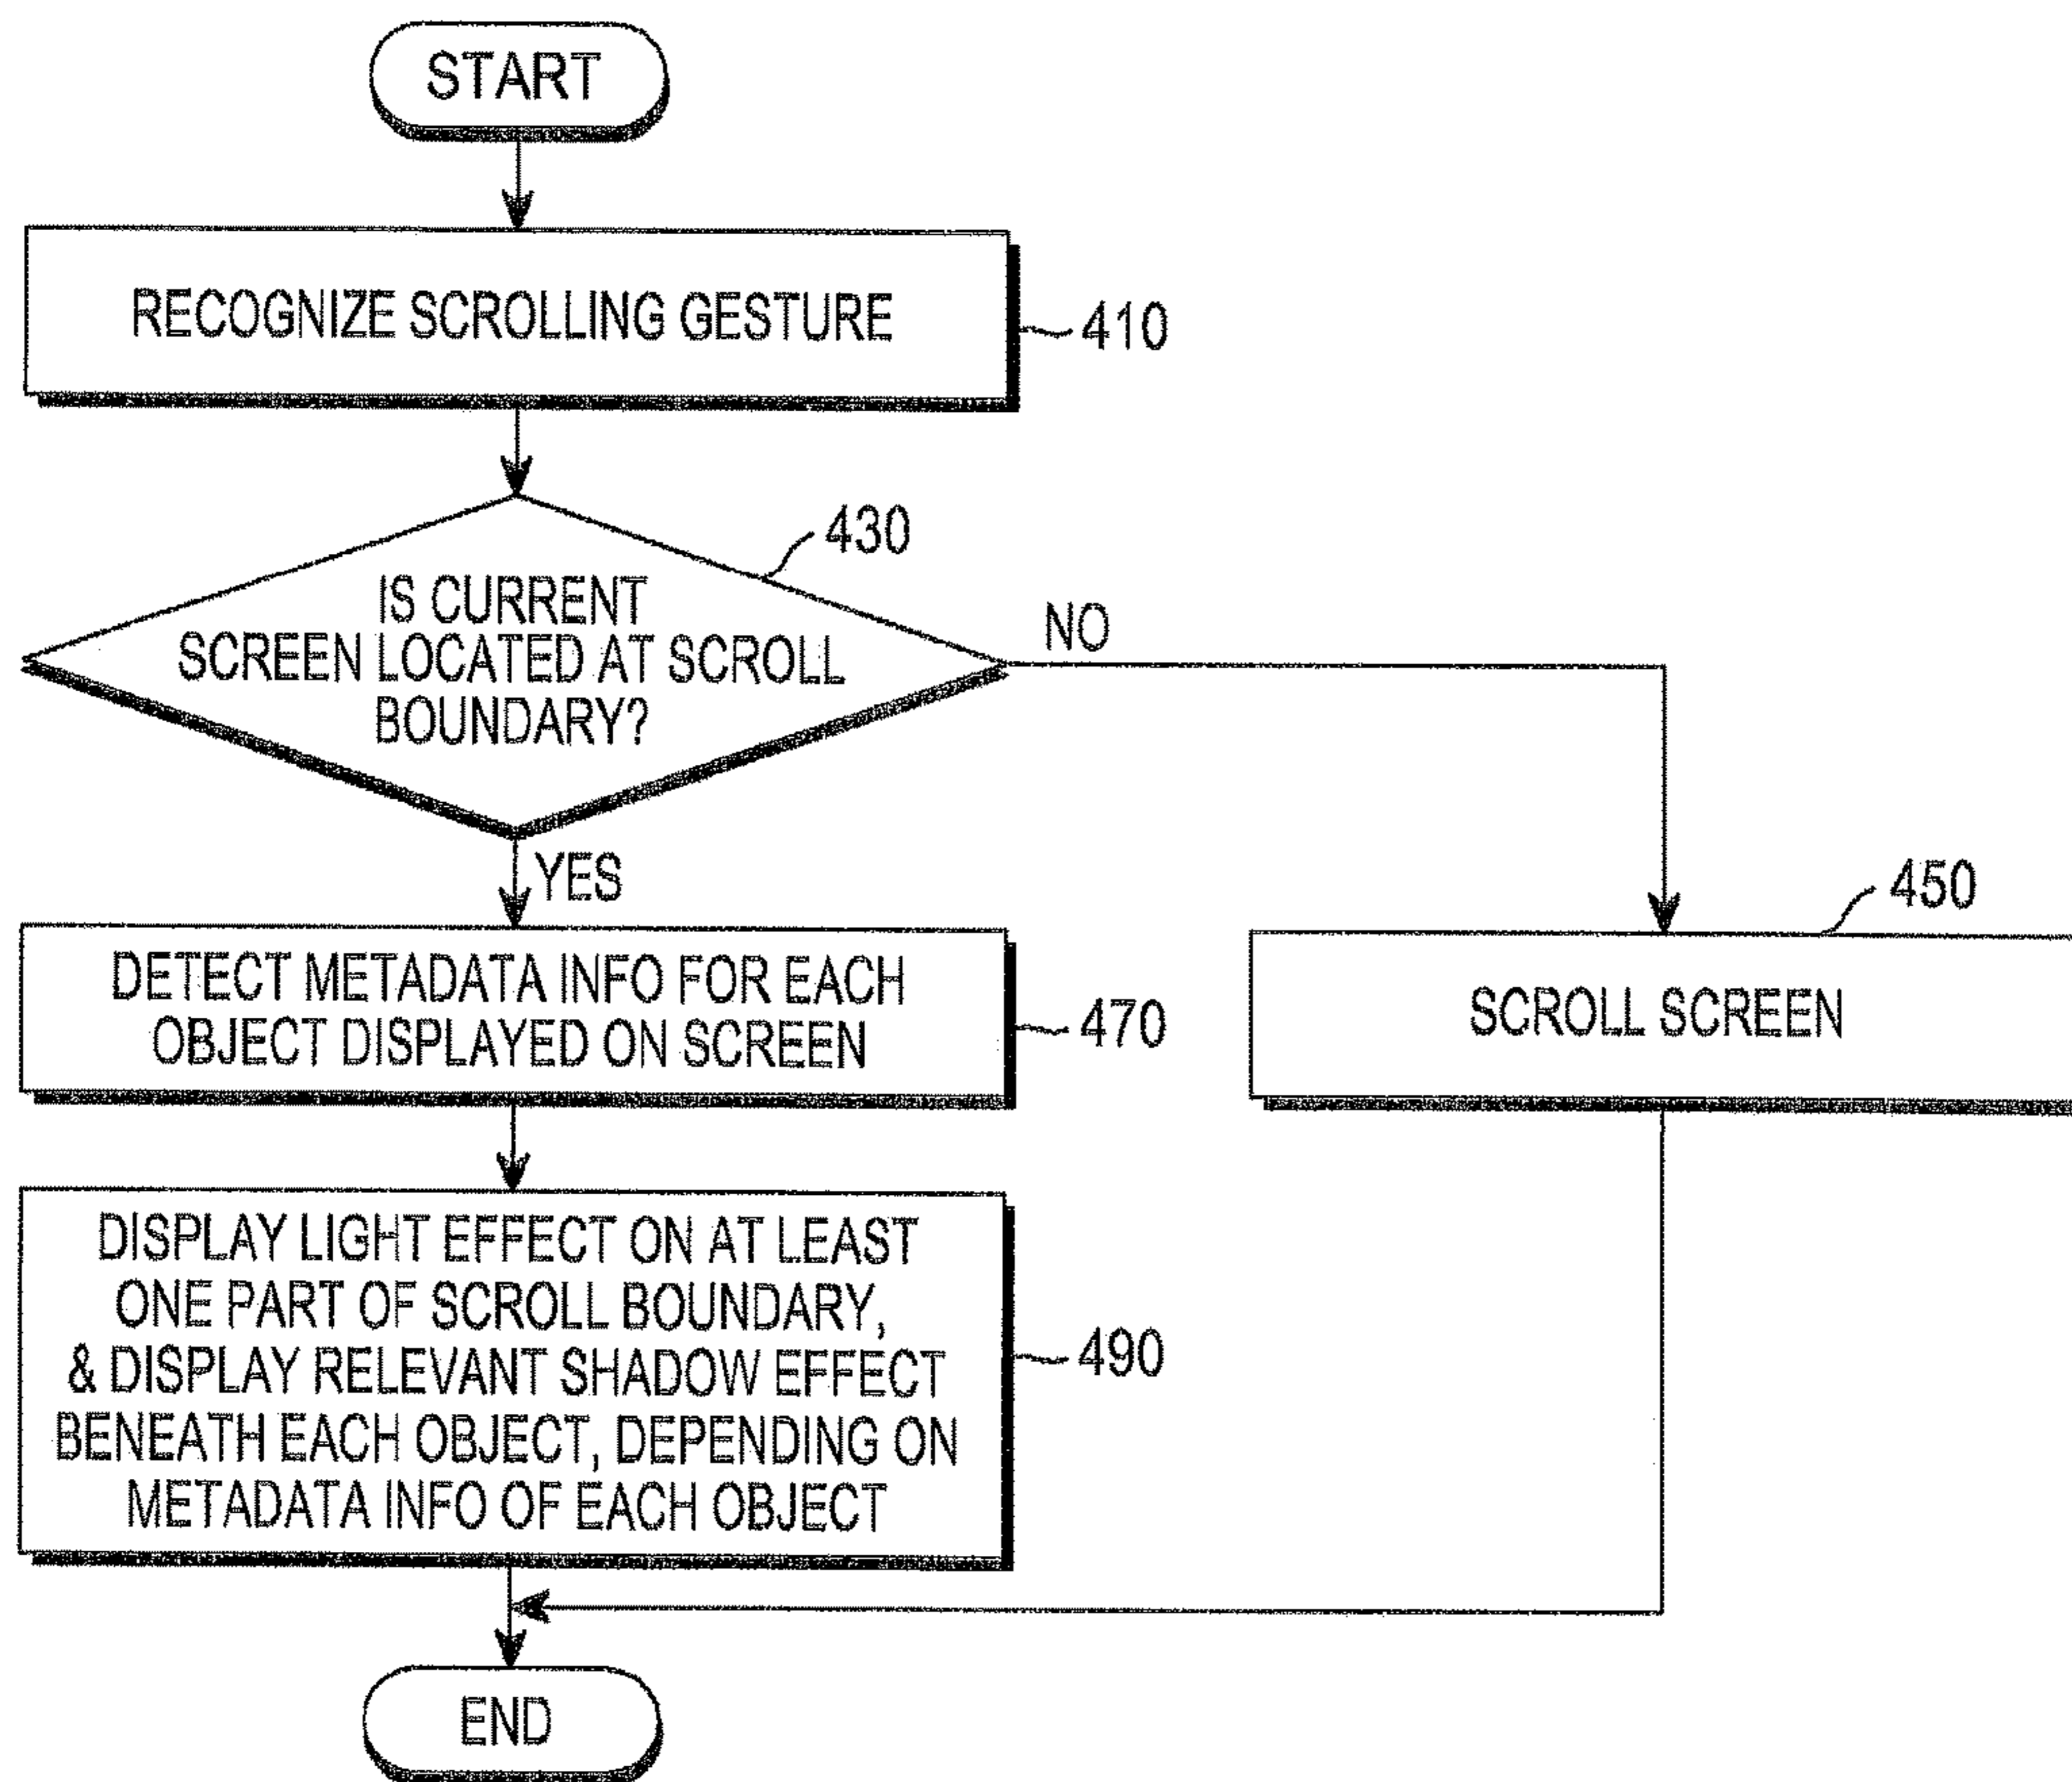 START
RECOGNIZE SCROLLING GESTURE
410
430
IS CURRENT
SCREEN LOCATED AT SCROLL
BOUNDARY?
NO
YES
450
DETECT METADATA INFO FOR EACH
OBJECT DISPLAYED ON SCREEN
470
SCROLL SCREEN
DISPLAY LIGHT EFFECT ON AT LEAST
ONE PART OF SCROLL BOUNDARY,
& DISPLAY RELEVANT SHADOW EFFECT
BENEATH EACH OBJECT, DEPENDING ON
METADATA INFO OF EACH OBJECT
490
END